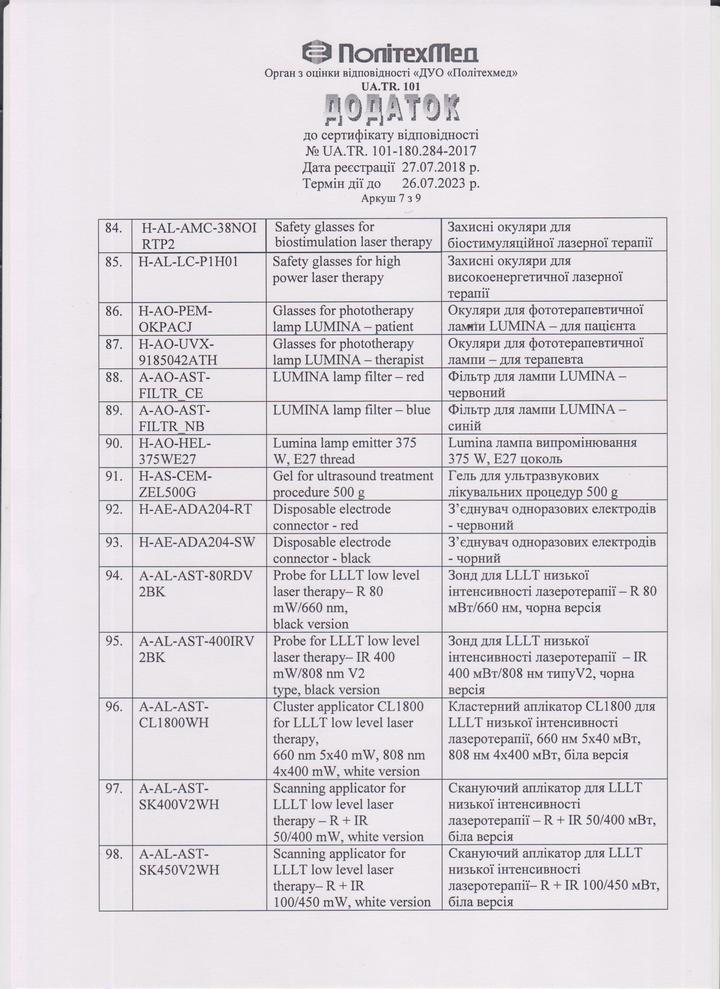 ПолітехМед
Орган з оцінки відповідності «ДУО «Політехмед»
UA.TR. 101
ДОДАТОК
до сертифікату відповідності
№ UA.TR. 101-180.284-2017
Дата реєстрації 27.07.2018 р.
Термін дії до 26.07.2023 р.
Аркуш 7 з 9
84. H-AL-AMC-38NOI Safety glasses for Захисні окуляри для
RTP2 biostimulation laser therapy біостимуляційної лазерної терапії
85. H-AL-LC-P1H01 Safety glasses for high Захисні окуляри для
power laser therapy високоенергетичної лазерної
терапії
86. H-AO-PEM- Glasses for phototherapy Окуляри для фототерапевтичної
OKPACJ lamp LUMINA – patient лампи LUMINA – для пацієнта
87. H-AO-UVX- Glasses for phototherapy Окуляри для фототерапевтичної
9185042ATH lamp LUMINA – therapist лампи – для терапевта
88. A-AO-AST- LUMINA lamp filter – red Фільтр для лампи LUMINA –
FILTR_CE червоний
89. A-AO-AST- LUMINA lamp filter – blue Фільтр для лампи LUMINA –
FILTR_NB синій
90. H-AO-HEL- Lumina lamp emitter 375 Lumina лампа випромінювання
375WE27 W, E27 thread 375 W, E27 цоколь
91. H-AS-CEM- Gel for ultrasound treatment Гель для ультразвукових
ZEL500G procedure 500 g лікувальних процедур 500 g
92. H-AE-ADA204-RT Disposable electrode З’єднувач одноразових електродів
connector - red - червоний
93. H-AE-ADA204-SW Disposable electrode З’єднувач одноразових електродів
connector - black - чорний
94. A-AL-AST-80RDV Probe for LLLT low level Зонд для LLLT низької
2BK laser therapy– R 80 інтенсивності лазеротерапії – R 80
mW/660 nm, мВт/660 нм, чорна версія
black version
95. A-AL-AST-400IRV Probe for LLLT low level Зонд для LLLT низької
2BK laser therapy– IR 400 інтенсивності лазеротерапії – IR
mW/808 nm V2 400 мВт/808 нм типуV2, чорна
type, black version версія
96. A-AL-AST- Cluster applicator CL1800 Кластерний аплікатор CL1800 для
CL1800WH for LLLT low level laser LLLT низької інтенсивності
therapy, лазеротерапії, 660 нм 5x40 мВт,
660 nm 5x40 mW, 808 nm 808 нм 4x400 мВт, біла версія
4x400 mW, white version
97. A-AL-AST- Scanning applicator for Скануючий аплікатор для LLLT
SK400V2WH LLLT low level laser низької інтенсивності
therapy – R + IR лазеротерапії – R + IR 50/400 мВт,
50/400 mW, white version біла версія
98. A-AL-AST- Scanning applicator for Скануючий аплікатор для LLLT
SK450V2WH LLLT low level laser низької інтенсивності
therapy– R + IR лазеротерапії– R + IR 100/450 мВт,
100/450 mW, white version біла версія